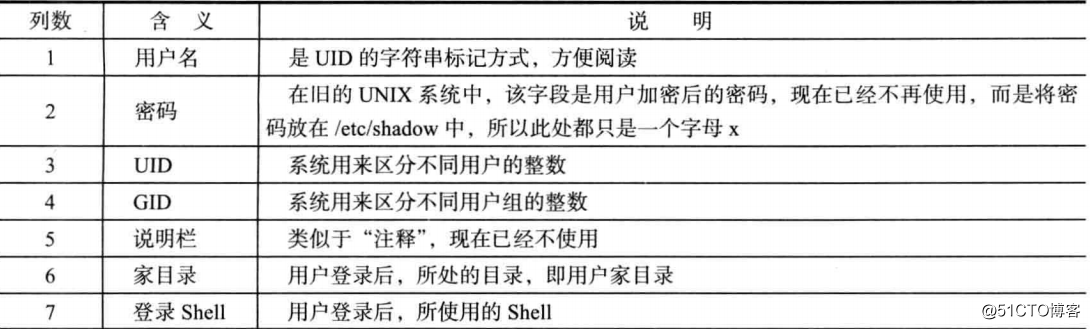 列数 含 义 说 明
1 用户名 是 UID 的字符串标记方式，方便阅读
2 密码 在旧的 UNIX 系统中，该字段是用户加密后的密码，现在已经不再使用，而是将密
码放在 /etc/shadow 中，所以此处都只是一个字母 x
3 UID 系统用来区分不同用户的整数
4 GID 系统用来区分不同用户组的整数
5 说明栏 类似于“注释”，现在已经不使用
6 家目录 用户登录后，所处的目录，即用户家目录
7 登录 Shell 用户登录后，所使用的 Shell
@51CTO博客